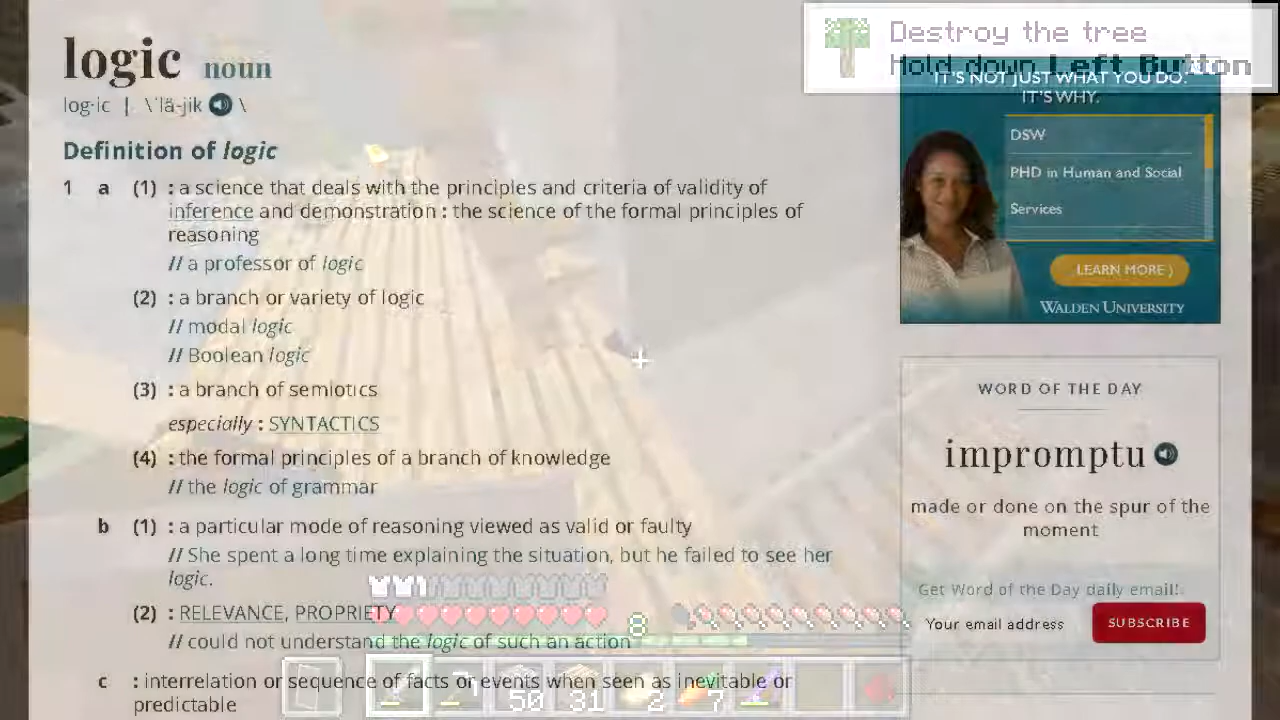 logic noun
log·ic | \ ˈlä-jik \
Definition of logic
1 a (1) : a science that deals with the principles and criteria of validity of
inference and demonstration : the science of the formal principles of
reasoning
// a professor of logic
(2) : a branch or variety of logic
// modal logic
// Boolean logic
(3) : a branch of semiotics
especially : SYNTACTICS
(4) : the formal principles of a branch of knowledge
// the logic of grammar
b (1) : a particular mode of reasoning viewed as valid or faulty
// She spent a long time explaining the situation, but he failed to see her
logic.
(2) : RELEVANCE, PROPRIETY
// could not understand the logic of such an action
c : interrelation or sequence of facts or events when seen as inevitable or
predictable
Destroy the tree
Hold down Left Button
IT'S NOT JUST WHAT YOU DO.
IT'S WHY.
DSW
PHD in Human and Social
Services
LEARN MORE ⟩
WALDEN UNIVERSITY
WORD OF THE DAY
impromptu
made or done on the spur of the
moment
Get Word of the Day daily email!
Your email address
SUBSCRIBE
8
50 31 2 7